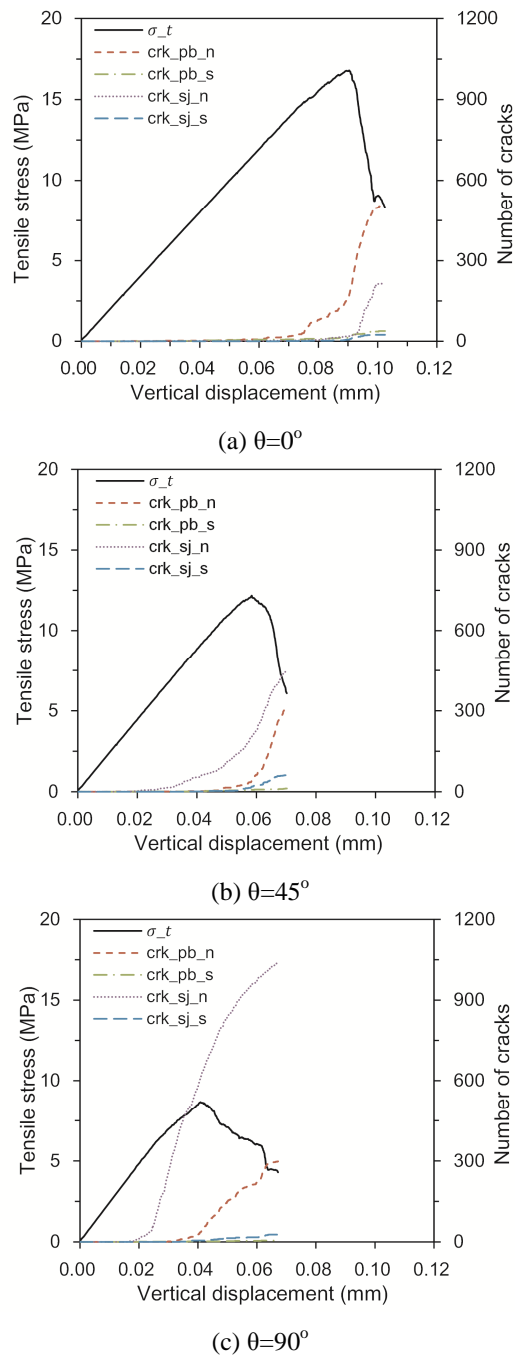 20
15
10
5
0
Tensile stress (MPa)
σ_t
crk_pb_n
crk_pb_s
crk_sj_n
crk_sj_s
1200
900
600
300
0
Number of cracks
0.00 0.02 0.04 0.06 0.08 0.10 0.12
Vertical displacement (mm)
(a) θ=0°
20
15
10
5
0
Tensile stress (MPa)
σ_t
crk_pb_n
crk_pb_s
crk_sj_n
crk_sj_s
1200
900
600
300
0
Number of cracks
0.00 0.02 0.04 0.06 0.08 0.10 0.12
Vertical displacement (mm)
(b) θ=45°
20
15
10
5
0
Tensile stress (MPa)
σ_t
crk_pb_n
crk_pb_s
crk_sj_n
crk_sj_s
1200
900
600
300
0
Number of cracks
0.00 0.02 0.04 0.06 0.08 0.10 0.12
Vertical displacement (mm)
(c) θ=90°